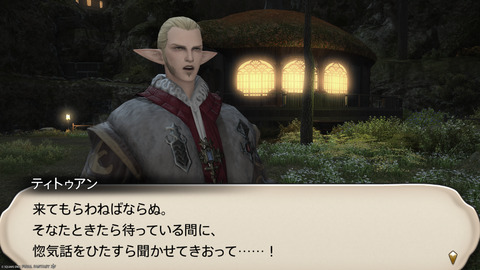 ティトゥアン
来てもらわねばならぬ。
そなたときたら待っている間に、
惚気話をひたすら聞かせてきおって……！